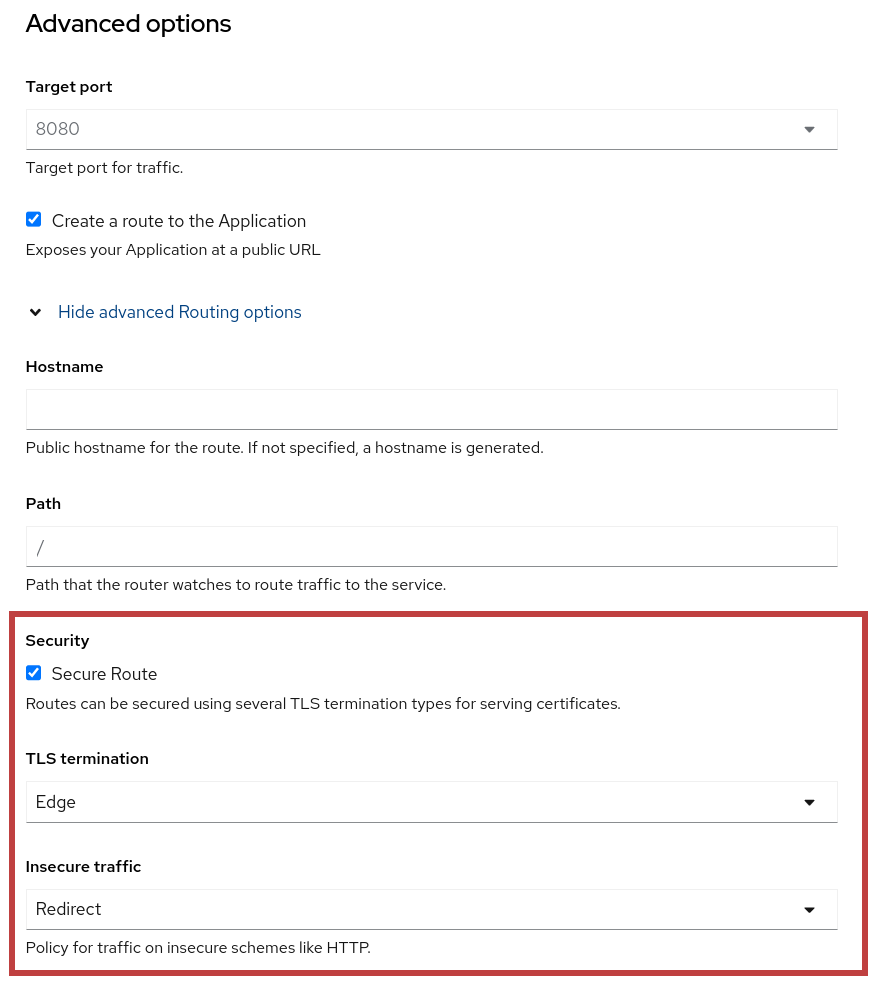 Advanced options
Target port
8080
Target port for traffic.
Create a route to the Application
Exposes your Application at a public URL
Hide advanced Routing options
Hostname
Public hostname for the route. If not specified, a hostname is generated.
Path
/
Path that the router watches to route traffic to the service.
Security
Secure Route
Routes can be secured using several TLS termination types for serving certificates.
TLS termination
Edge
Insecure traffic
Redirect
Policy for traffic on insecure schemes like HTTP.